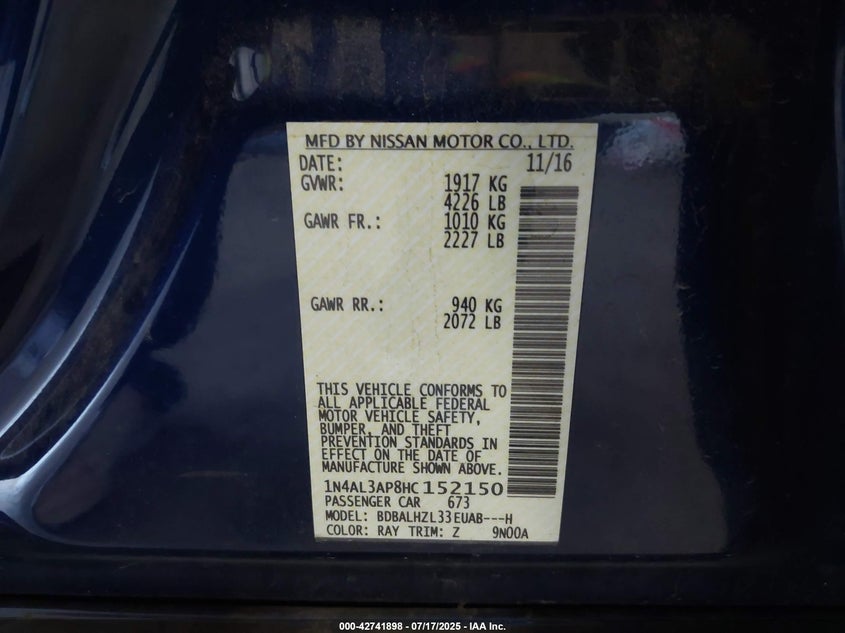 MFD BY NISSAN MOTOR CO., LTD.
DATE: 11/16
GVWR: 1917 KG
4226 LB
GAWR FR.: 1010 KG
2227 LB
GAWR RR.: 940 KG
2072 LB
THIS VEHICLE CONFORMS TO
ALL APPLICABLE FEDERAL
MOTOR VEHICLE SAFETY,
BUMPER, AND THEFT
PREVENTION STANDARDS IN
EFFECT ON THE DATE OF
MANUFACTURE SHOWN ABOVE.
1N4AL3AP8HC152150
PASSENGER CAR 673
MODEL: BDBALHZL33EUAB---H
COLOR: RAY TRIM: Z 9N00A
000-42741898 - 07/17/2025 - IAA Inc.